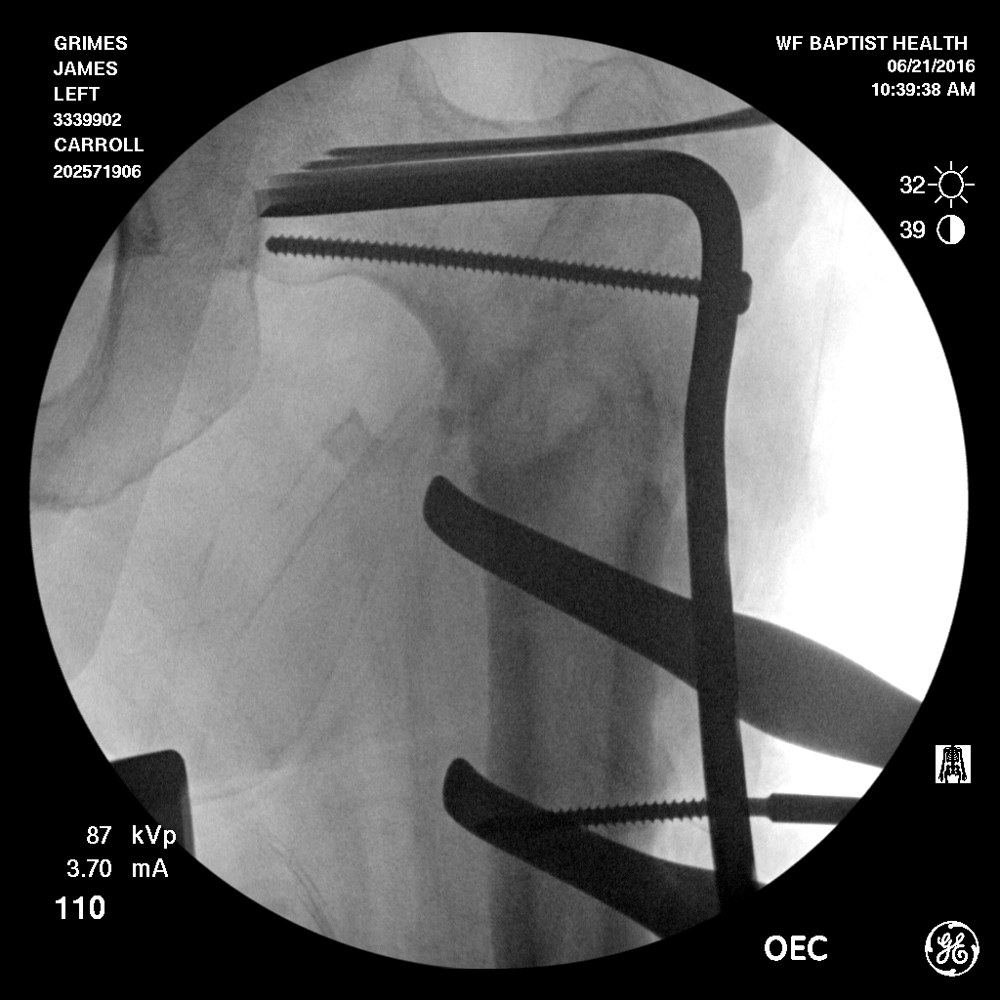 GRIMES
JAMES
LEFT
3339902
CARROLL
202571906
WF BAPTIST HEALTH
06/21/2016
10:39:38 AM
32
39
87 kVp
3.70 mA
110
OEC
GE